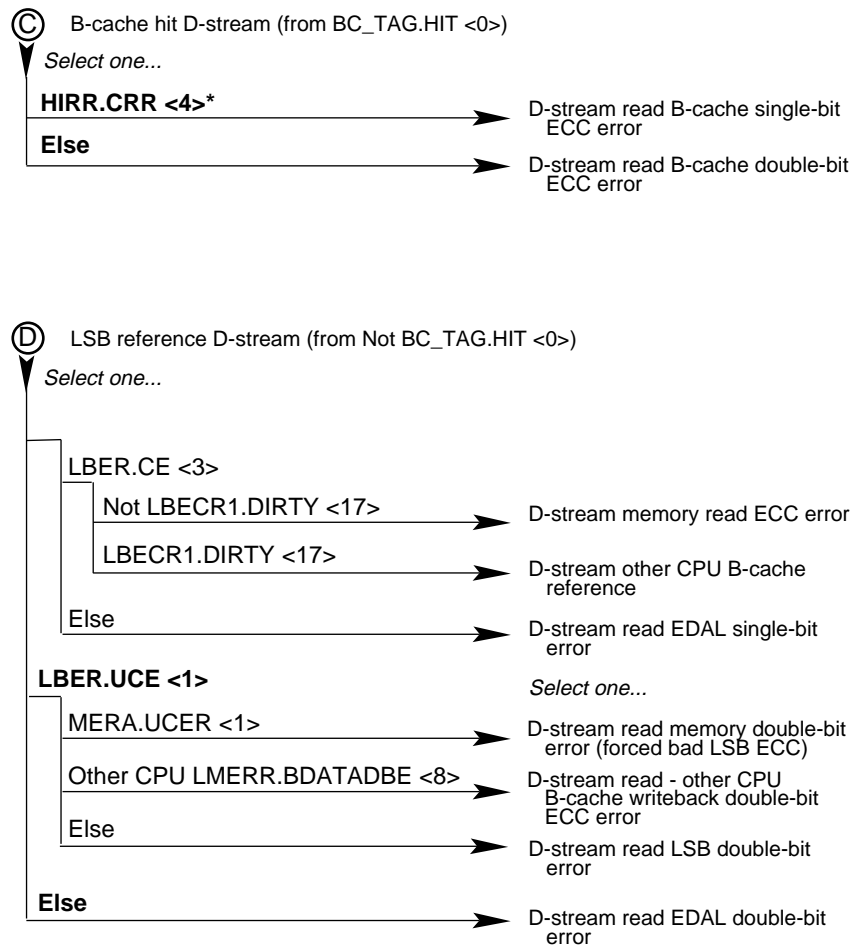 C B-cache hit D-stream (from BC_TAG.HIT <0>)
Select one...
HIRR.CRR <4>*
D-stream read B-cache single-bit
ECC error
Else
D-stream read B-cache double-bit
ECC error
D LSB reference D-stream (from Not BC_TAG.HIT <0>)
Select one...
LBER.CE <3>
Not LBECR1.DIRTY <17>
D-stream memory read ECC error
LBECR1.DIRTY <17>
D-stream other CPU B-cache
reference
Else
D-stream read EDAL single-bit
error
LBER.UCE <1>
Select one...
MERA.UCER <1>
D-stream read memory double-bit
error (forced bad LSB ECC)
Other CPU LMERR.BDATADBE <8>
D-stream read - other CPU
B-cache writeback double-bit
ECC error
Else
D-stream read LSB double-bit
error
Else
D-stream read EDAL double-bit
error